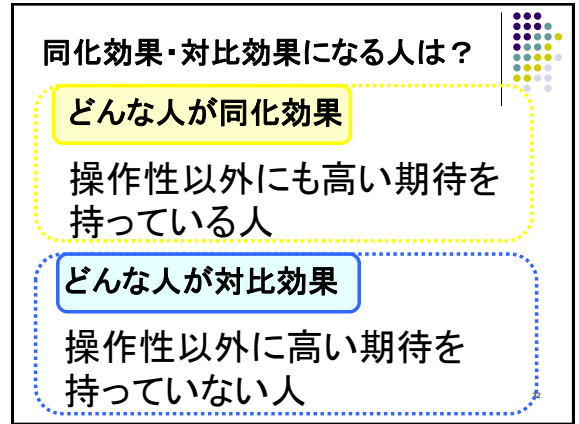 同化効果・対比効果になる人は？
どんな人が同化効果
操作性以外にも高い期待を
持っている人
どんな人が対比効果
操作性以外に高い期待を
持っていない人